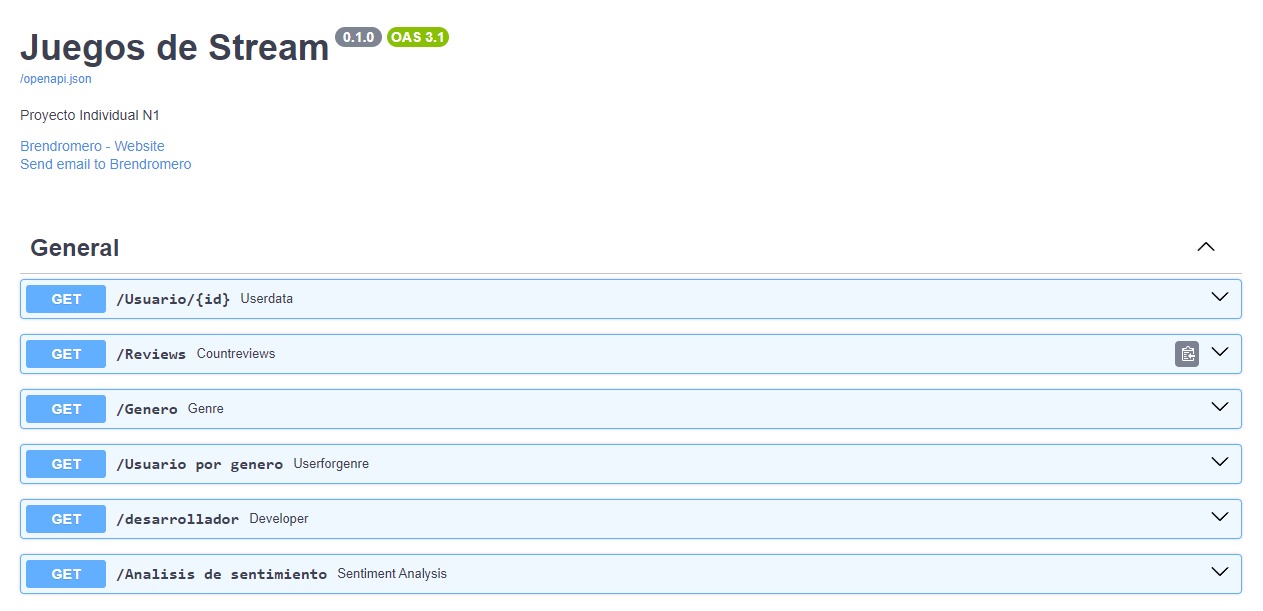 Juegos de Stream 0.1.0 OAS 3.1
/openapi.json
Proyecto Individual N1
Brendromero - Website
Send email to Brendromero
General
GET /Usuario/{id} Userdata
GET /Reviews Countreviews
GET /Genero Genre
GET /Usuario por genero Userforgenre
GET /desarrollador Developer
GET /Analisis de sentimiento Sentiment Analysis